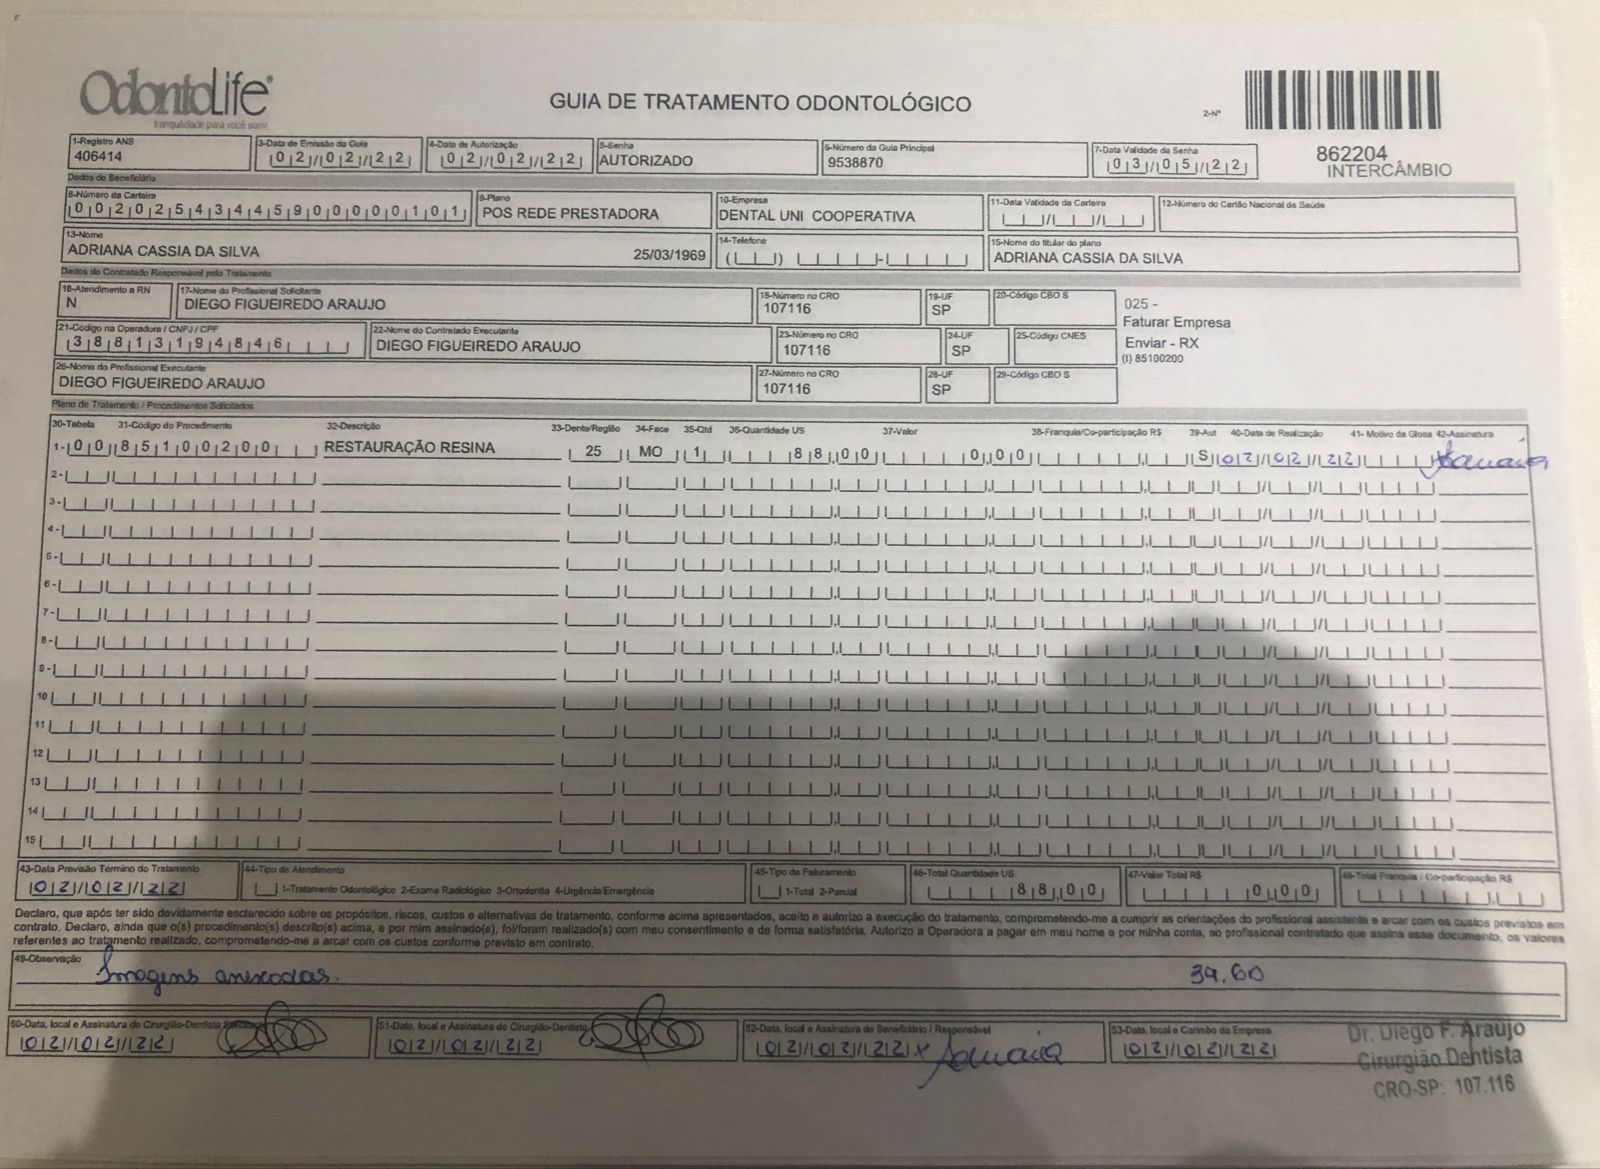 OdontoLife
tranquilidade para você sorrir
GUIA DE TRATAMENTO ODONTOLÓGICO
2-Nº
862204
INTERCÂMBIO
1-Registro ANS
406414
3-Data de Emissão da Guia
02/02/22
4-Data de Autorização
02/02/22
5-Senha
AUTORIZADO
6-Número da Guia Principal
9538870
7-Data Validade da Senha
03/05/22
Dados do Beneficiário
8-Número da Carteira
00202543445900000101
9-Plano
POS REDE PRESTADORA
10-Empresa
DENTAL UNI COOPERATIVA
11-Data Validade da Carteira
12-Número do Cartão Nacional de Saúde
13-Nome
ADRIANA CASSIA DA SILVA 25/03/1969
14-Telefone
15-Nome do titular do plano
ADRIANA CASSIA DA SILVA
Dados do Contratado Responsável pelo Tratamento
16-Atendimento a RN
N
17-Nome do Profissional Solicitante
DIEGO FIGUEIREDO ARAUJO
18-Número no CRO
107116
19-UF
SP
20-Código CBO S
025 -
Faturar Empresa
Enviar - RX
(I) 85100200
21-Código na Operadora / CNPJ / CPF
38813194846
22-Nome do Contratado Executante
DIEGO FIGUEIREDO ARAUJO
23-Número no CRO
107116
24-UF
SP
25-Código CNES
26-Nome do Profissional Executante
DIEGO FIGUEIREDO ARAUJO
27-Número no CRO
107116
28-UF
SP
29-Código CBO S
Plano de Tratamento / Procedimentos Solicitados
30-Tabela 31-Código do Procedimento 32-Descrição 33-Dente/Região 34-Face 35-Qtd 36-Quantidade US 37-Valor 38-Franquia/Co-participação R$ 39-Aut 40-Data de Realização 41- Motivo da Glosa 42-Assinatura
1- 00 85100200 RESTAURAÇÃO RESINA 25 MO 1 88,00 0,00 S 02/02/22
2-
3-
4-
5-
6-
7-
8-
9-
10
11
12
13
14
15
43-Data Previsão Término do Tratamento
02/02/22
44-Tipo de Atendimento
1-Tratamento Odontológico 2-Exame Radiológico 3-Ortodontia 4-Urgência/Emergência
45-Tipo de Faturamento
1-Total 2-Parcial
46-Total Quantidade US
88,00
47-Valor Total R$
0,00
48-Total Franquia / Co-participação R$
Declaro, que após ter sido devidamente esclarecido sobre os propósitos, riscos, custos e alternativas de tratamento, conforme acima apresentados, aceito e autorizo a execução do tratamento, comprometendo-me a cumprir as orientações do profissional assistente e arcar com os custos previstos em
contrato. Declaro, ainda que o(s) procedimento(s) descrito(s) acima, e por mim assinado(s), foi/foram realizado(s) com meu consentimento e de forma satisfatória. Autorizo a Operadora a pagar em meu nome e por minha conta, ao profissional contratado que assina esse documento, os valores
referentes ao tratamento realizado, comprometendo-me a arcar com os custos conforme previsto em contrato.
49-Observação
Imagens anexadas. 39.60
50-Data, local e Assinatura do Cirurgião-Dentista Solicitante
02/02/22
51-Data, local e Assinatura do Cirurgião-Dentista
02/02/22
52-Data, local e Assinatura do Beneficiário / Responsável
02/02/22 x
53-Data, local e Carimbo da Empresa
02/02/22
Dr. Diego F. Araújo
Cirurgião Dentista
CRO-SP: 107.116